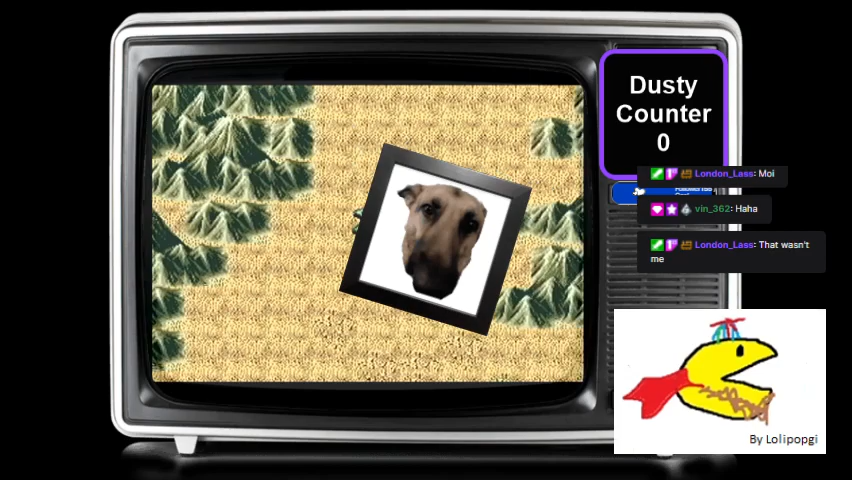 Dusty
Counter
0
London_Lass: Moi
vin_362: Haha
London_Lass: That wasn't
me
By Lolipopgi